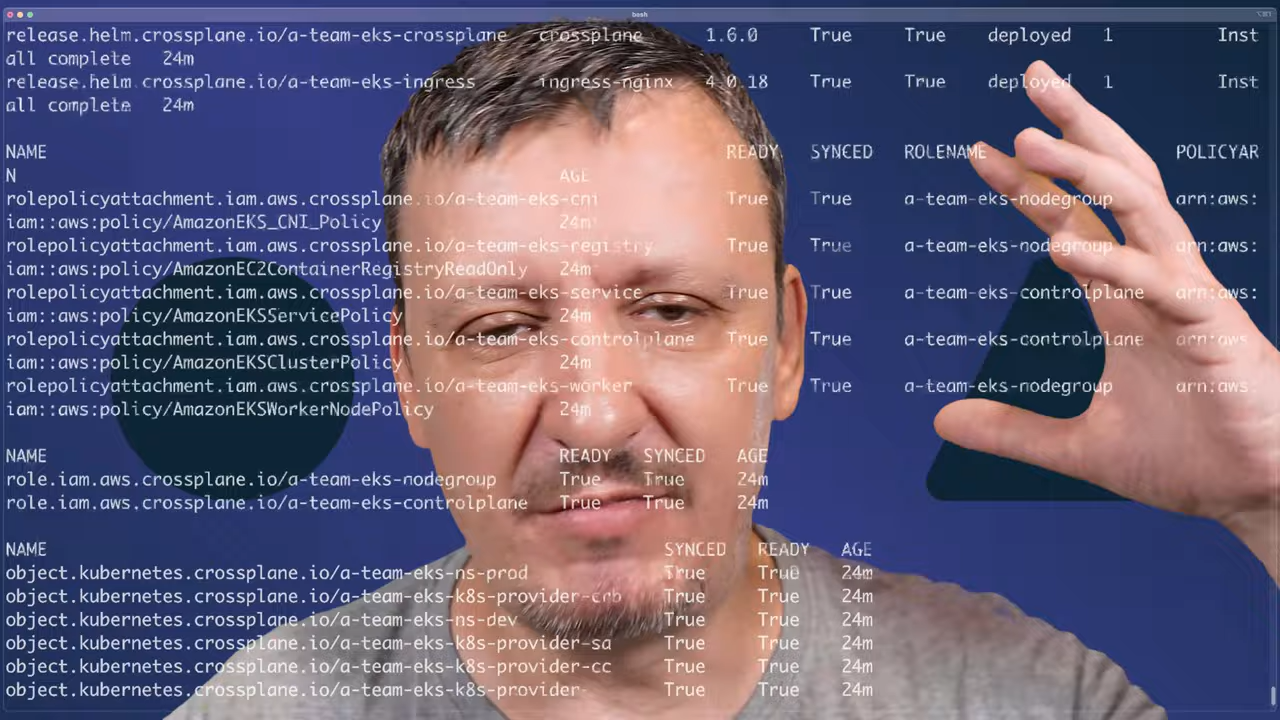 bash
release.helm.crossplane.io/a-team-eks-crossplane crossplane 1.6.0 True True deployed 1 Inst
all complete 24m
release.helm.crossplane.io/a-team-eks-ingress ingress-nginx 4.0.18 True True deployed 1 Inst
all complete 24m
NAME READY SYNCED ROLENAME POLICYAR
N AGE
rolepolicyattachment.iam.aws.crossplane.io/a-team-eks-cni True True a-team-eks-nodegroup arn:aws:
iam::aws:policy/AmazonEKS_CNI_Policy 24m
rolepolicyattachment.iam.aws.crossplane.io/a-team-eks-registry True True a-team-eks-nodegroup arn:aws:
iam::aws:policy/AmazonEC2ContainerRegistryReadOnly 24m
rolepolicyattachment.iam.aws.crossplane.io/a-team-eks-service True True a-team-eks-controlplane arn:aws:
iam::aws:policy/AmazonEKSServicePolicy 24m
rolepolicyattachment.iam.aws.crossplane.io/a-team-eks-controlplane True True a-team-eks-controlplane arn:aws:
iam::aws:policy/AmazonEKSClusterPolicy 24m
rolepolicyattachment.iam.aws.crossplane.io/a-team-eks-worker True True a-team-eks-nodegroup arn:aws:
iam::aws:policy/AmazonEKSWorkerNodePolicy 24m
NAME READY SYNCED AGE
role.iam.aws.crossplane.io/a-team-eks-nodegroup True True 24m
role.iam.aws.crossplane.io/a-team-eks-controlplane True True 24m
NAME SYNCED READY AGE
object.kubernetes.crossplane.io/a-team-eks-ns-prod True True 24m
object.kubernetes.crossplane.io/a-team-eks-k8s-provider-crb True True 24m
object.kubernetes.crossplane.io/a-team-eks-ns-dev True True 24m
object.kubernetes.crossplane.io/a-team-eks-k8s-provider-sa True True 24m
object.kubernetes.crossplane.io/a-team-eks-k8s-provider-cc True True 24m
object.kubernetes.crossplane.io/a-team-eks-k8s-provider- True True 24m